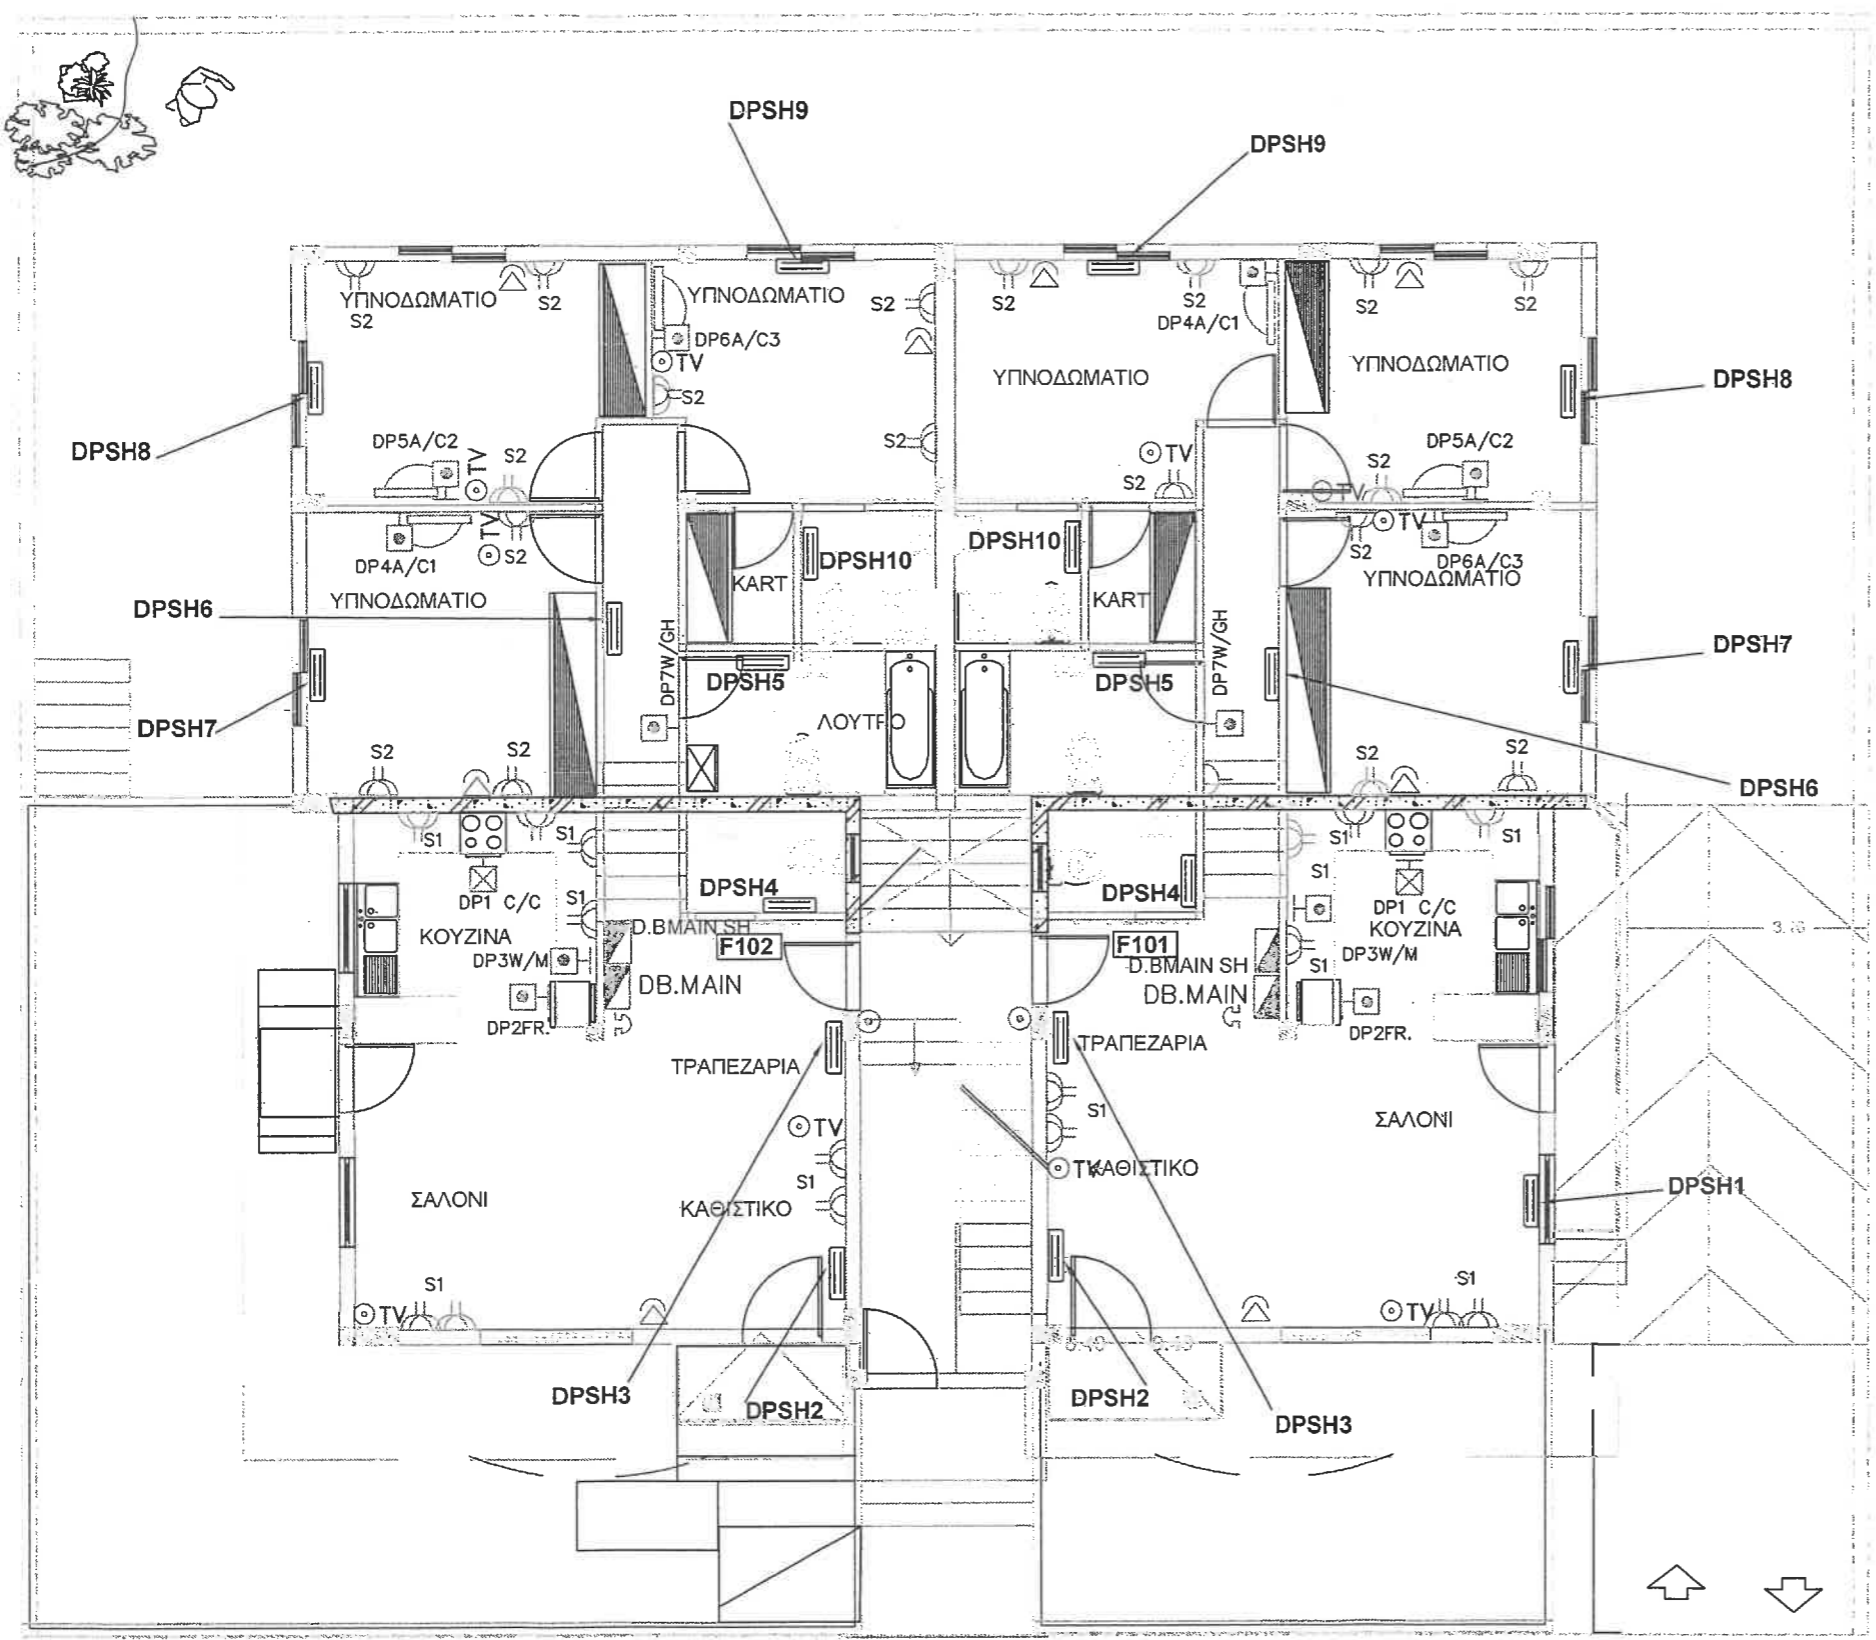 DPSH9
DPSH9
ΥΠΝΟΔΩΜΑΤΙΟ
S2
S2
ΥΠΝΟΔΩΜΑΤΙΟ
S2
S2
S2
S2
S2
DP6A/C3
TV
S2
DP4A/C1
ΥΠΝΟΔΩΜΑΤΙΟ
ΥΠΝΟΔΩΜΑΤΙΟ
DPSH8
DPSH8
DP5A/C2
TV
S2
S2
TV
S2
S2
DP5A/C2
TV
TV
S2
DP4A/C1
ΥΠΝΟΔΩΜΑΤΙΟ
DPSH10
DPSH10
KART
KART
TV
S2
DP6A/C3
ΥΠΝΟΔΩΜΑΤΙΟ
DPSH6
DP7W/GH
DP7W/GH
DPSH7
DPSH5
DPSH5
DPSH7
ΛΟΥΤΡΟ
S2
S2
S2
S2
DPSH6
S1
S1
S1
S1
DPSH4
DPSH4
S1
DP1 C/C
S1
DP1 C/C
ΚΟΥΖΙΝΑ
ΚΟΥΖΙΝΑ
D.BMAIN SH
F102
F101
DP3W/M
DP3W/M
D.BMAIN SH
S1
DB.MAIN
DB.MAIN
DP2FR.
DP2FR.
ΤΡΑΠΕΖΑΡΙΑ
ΤΡΑΠΕΖΑΡΙΑ
TV
S1
ΣΑΛΟΝΙ
TV
ΚΑΘΙΣΤΙΚΟ
S1
ΣΑΛΟΝΙ
ΚΑΘΙΣΤΙΚΟ
DPSH1
S1
TV
S1
TV
DPSH3
DPSH2
DPSH2
DPSH3